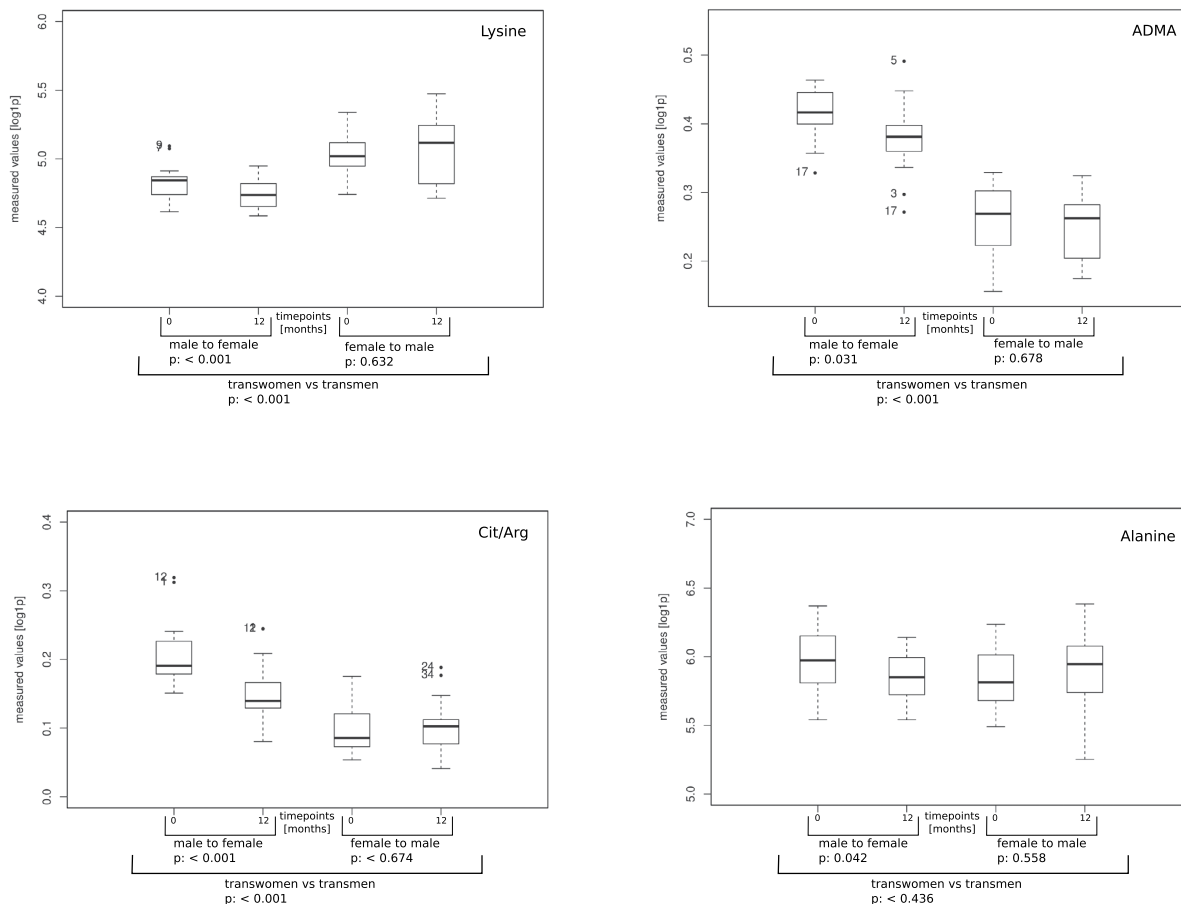 Lysine
measured values [log1p]
6.0
5.5
5.0
4.5
4.0
9
7
0
12
timepoints
[months]
0
12
male to female
p: < 0.001
female to male
p: 0.632
transwomen vs transmen
p: < 0.001
ADMA
measured values [log1p]
0.5
0.4
0.3
0.2
17
5
3
17
0
12
timepoints
[monhts]
0
12
male to female
p: 0.031
female to male
p: 0.678
transwomen vs transmen
p: < 0.001
Cit/Arg
measured values [log1p]
0.4
0.3
0.2
0.1
0.0
12
1
12
24
34
0
12
timepoints
[months]
0
12
male to female
p: < 0.001
female to male
p: < 0.674
transwomen vs transmen
p: < 0.001
Alanine
measured values [log1p]
7.0
6.5
6.0
5.5
5.0
0
12
timepoints
[months]
0
12
male to female
p: 0.042
female to male
p: 0.558
transwomen vs transmen
p: < 0.436